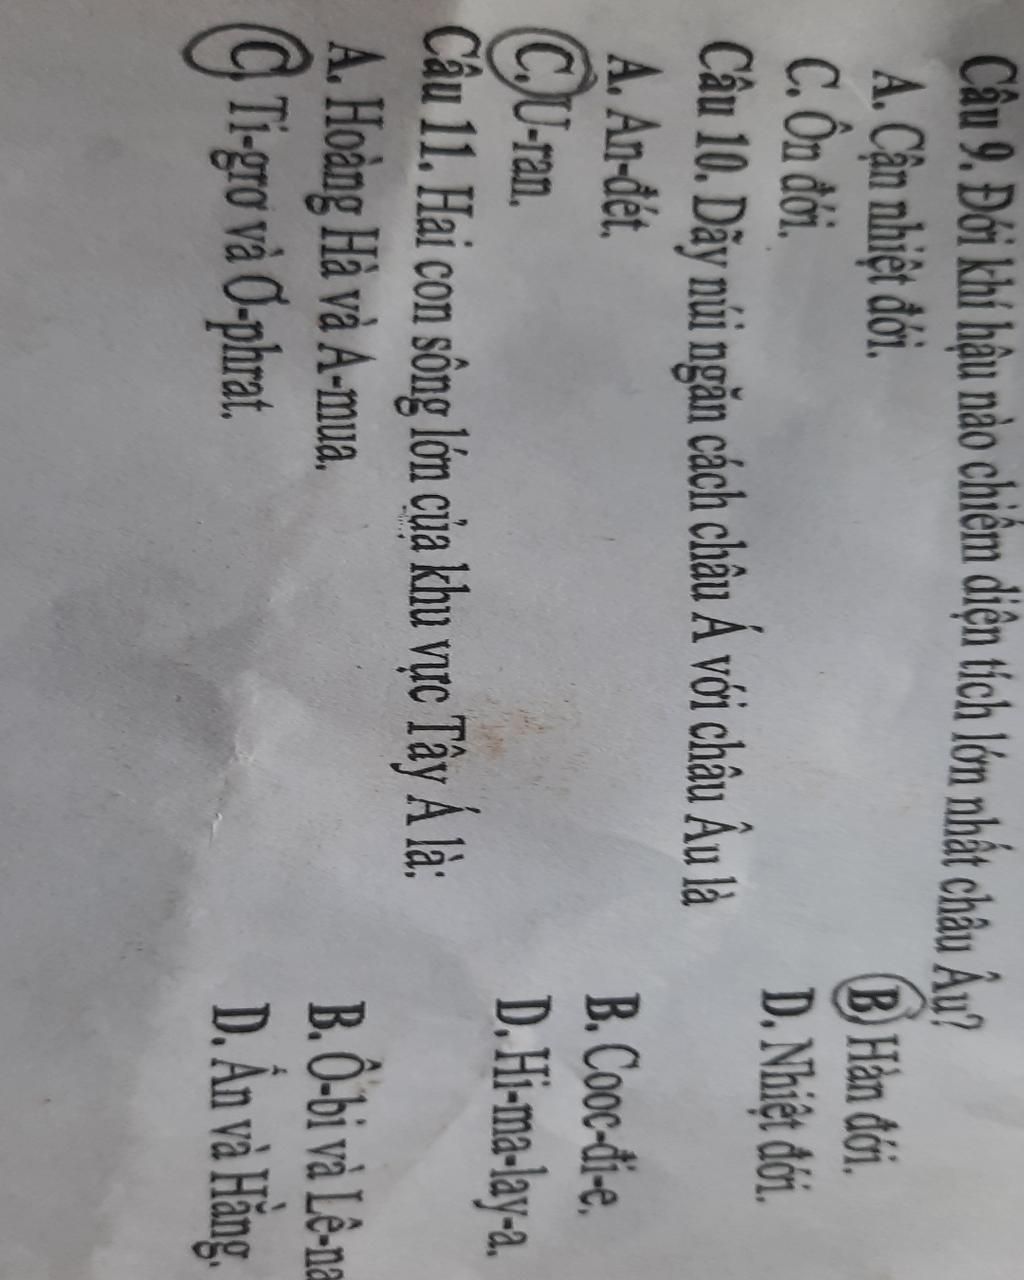 Câu 9. Đới khí hậu nào chiếm diện tích lớn nhất châu Âu?
A. Cận nhiệt đới. B. Hàn đới.
C. Ôn đới. D. Nhiệt đới.
Câu 10. Dãy núi ngăn cách châu Á với châu Âu là
A. An-đét. B. Cooc-đi-e.
C. U-ran. D. Hi-ma-lay-a.
Câu 11. Hai con sông lớn của khu vực Tây Á là:
A. Hoàng Hà và A-mua. B. Ô-bi và Lê-na
C. Ti-grơ và Ơ-phrat. D. Ấn và Hằng.